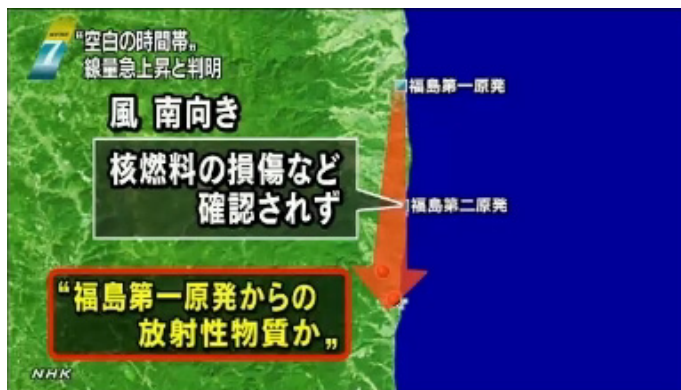 NEWS
7
“空白の時間帯„
線量急上昇と判明
風 南向き
福島第一原発
核燃料の損傷など
確認されず
福島第二原発
“福島第一原発からの
放射性物質か„
NHK